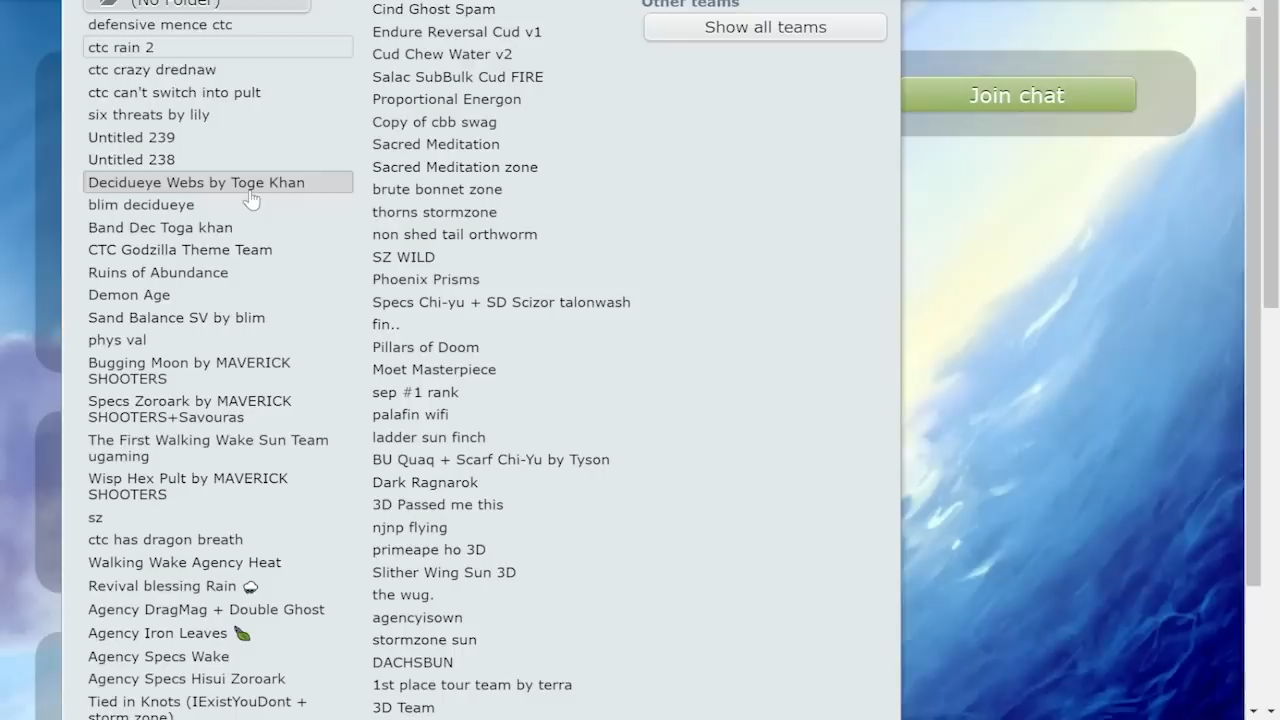 (No Folder)
defensive mence ctc
ctc rain 2
ctc crazy drednaw
ctc can't switch into pult
six threats by lily
Untitled 239
Untitled 238
Decidueye Webs by Toge Khan
blim decidueye
Band Dec Toga khan
CTC Godzilla Theme Team
Ruins of Abundance
Demon Age
Sand Balance SV by blim
phys val
Bugging Moon by MAVERICK
SHOOTERS
Specs Zoroark by MAVERICK
SHOOTERS+Savouras
The First Walking Wake Sun Team
ugaming
Wisp Hex Pult by MAVERICK
SHOOTERS
sz
ctc has dragon breath
Walking Wake Agency Heat
Revival blessing Rain
Agency DragMag + Double Ghost
Agency Iron Leaves
Agency Specs Wake
Agency Specs Hisui Zoroark
Tied in Knots (IExistYouDont +
storm zone)
Cind Ghost Spam
Endure Reversal Cud v1
Cud Chew Water v2
Salac SubBulk Cud FIRE
Proportional Energon
Copy of cbb swag
Sacred Meditation
Sacred Meditation zone
brute bonnet zone
thorns stormzone
non shed tail orthworm
SZ WILD
Phoenix Prisms
Specs Chi-yu + SD Scizor talonwash
fin..
Pillars of Doom
Moet Masterpiece
sep #1 rank
palafin wifi
ladder sun finch
BU Quaq + Scarf Chi-Yu by Tyson
Dark Ragnarok
3D Passed me this
njnp flying
primeape ho 3D
Slither Wing Sun 3D
the wug.
agencyisown
stormzone sun
DACHSBUN
1st place tour team by terra
3D Team
Other teams
Show all teams
Join chat